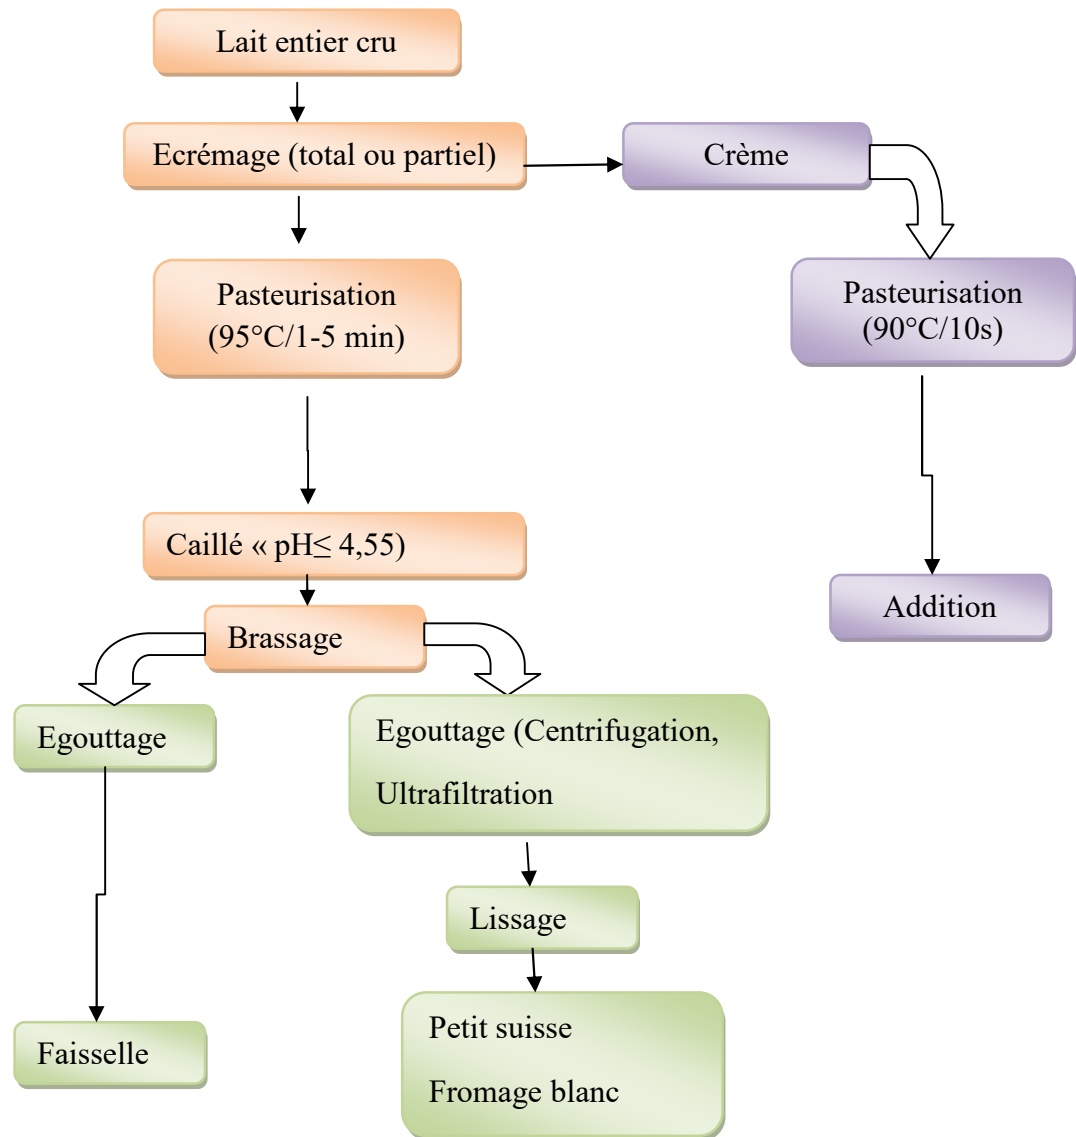 Lait entier cru
Ecrémage (total ou partiel)
Crème
Pasteurisation
(95°C/1-5 min)
Pasteurisation
(90°C/10s)
Caillé « pH≤ 4,55)
Addition
Brassage
Egouttage
Egouttage (Centrifugation,
Ultrafiltration
Lissage
Faisselle
Petit suisse
Fromage blanc